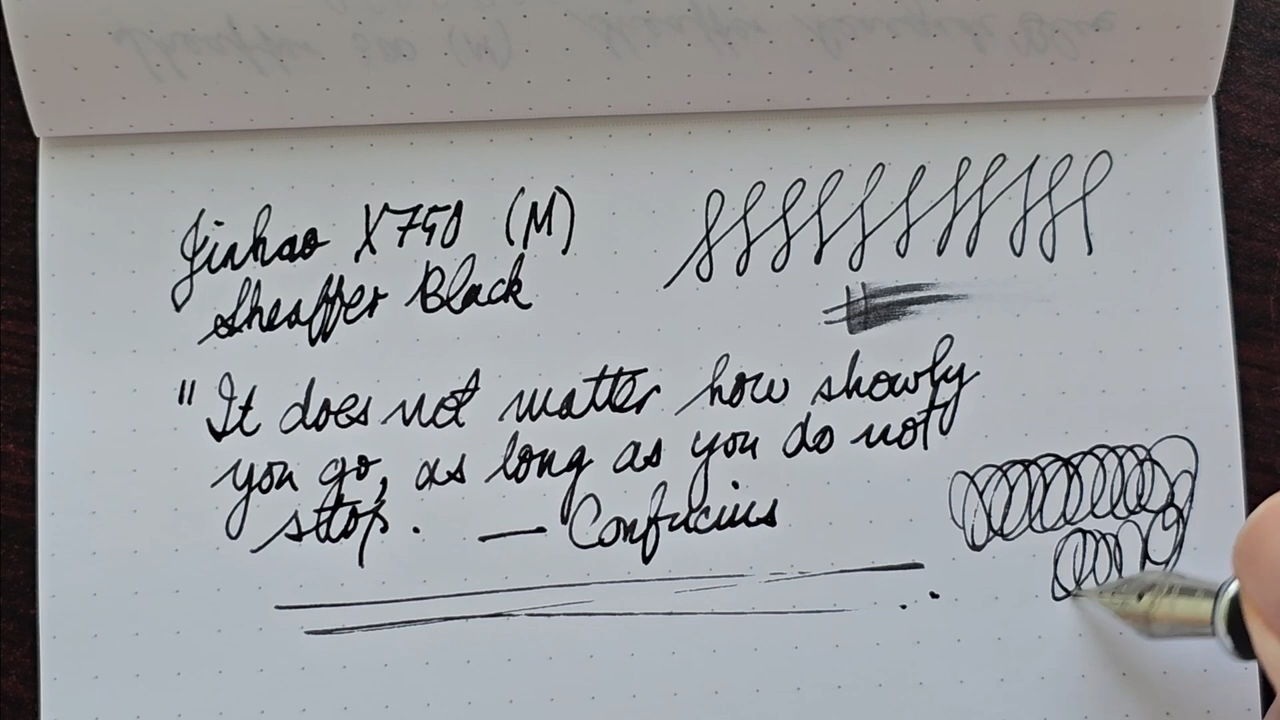 Jinhao X750 (M)
Sheaffer Black
"It does not matter how slowly
you go, as long as you do not
stop. — Confucius